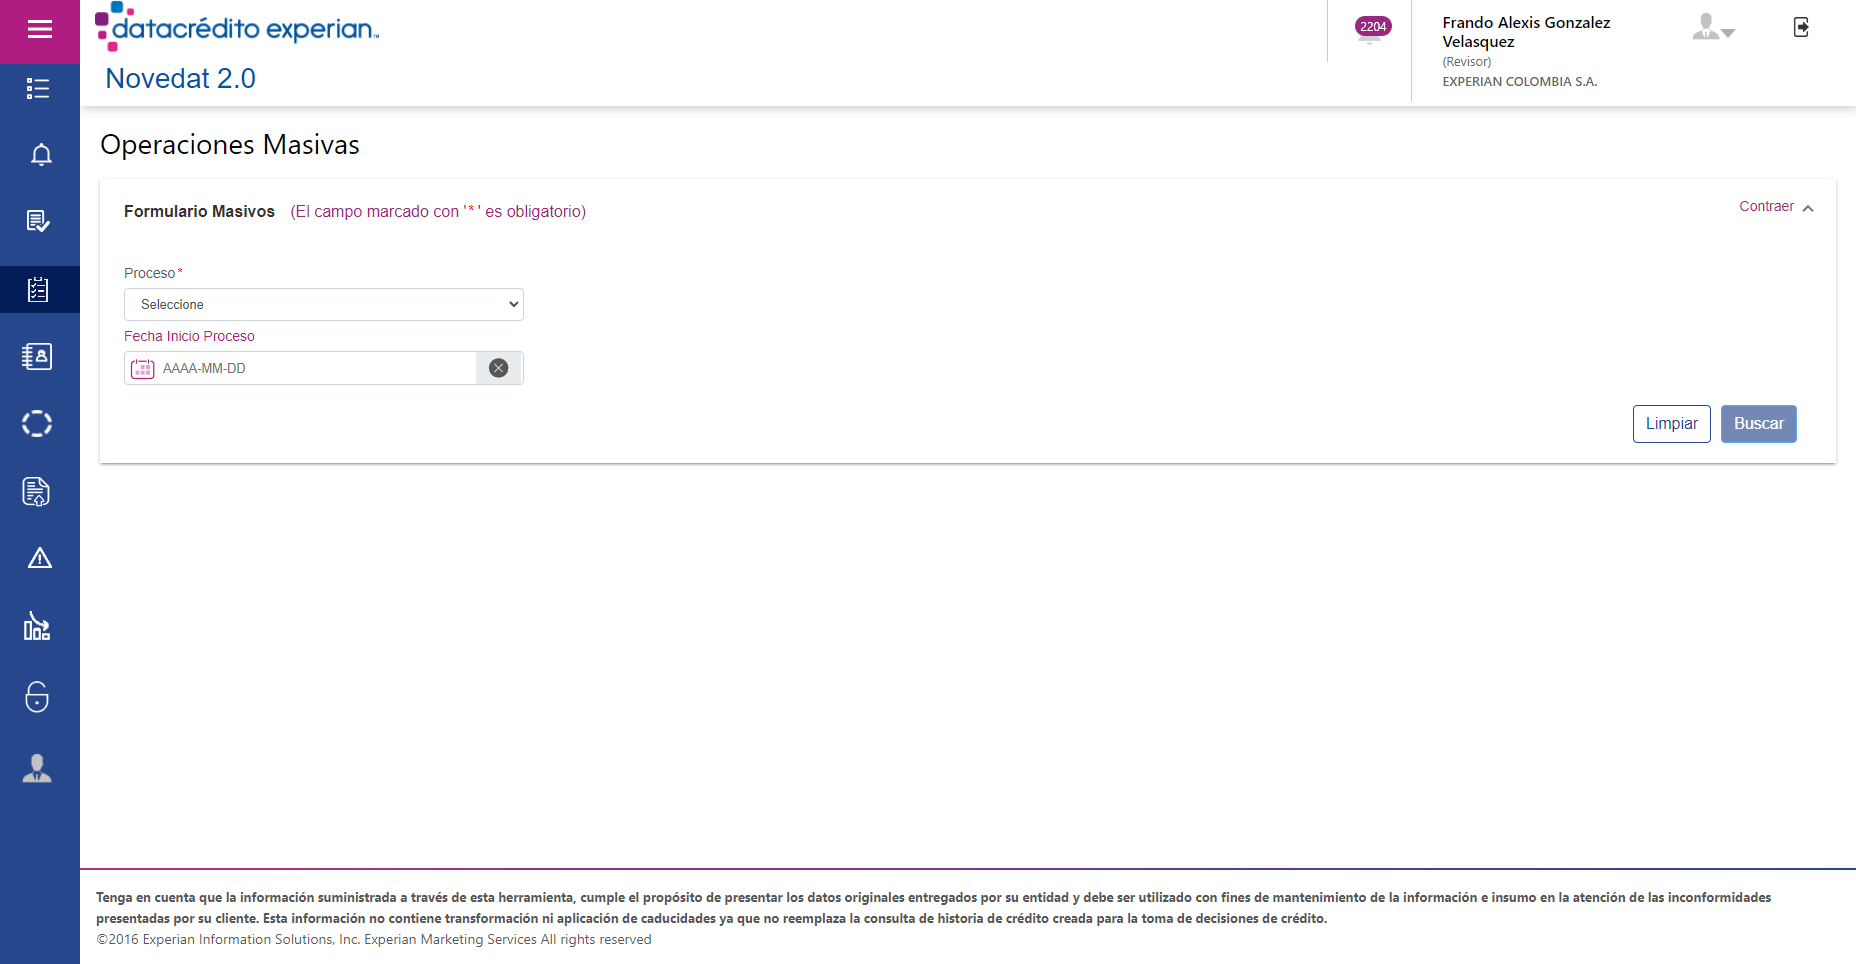 datacrédito experian™
Novedat 2.0
2204
Frando Alexis Gonzalez
Velasquez
(Revisor)
EXPERIAN COLOMBIA S.A.
Operaciones Masivas
Formulario Masivos (El campo marcado con '*' es obligatorio)
Contraer
Proceso*
Seleccione
Fecha Inicio Proceso
AAAA-MM-DD
Limpiar
Buscar
Tenga en cuenta que la información suministrada a través de esta herramienta, cumple el propósito de presentar los datos originales entregados por su entidad y debe ser utilizado con fines de mantenimiento de la información e insumo en la atención de las inconformidades
presentadas por su cliente. Esta información no contiene transformación ni aplicación de caducidades ya que no reemplaza la consulta de historia de crédito creada para la toma de decisiones de crédito.
©2016 Experian Information Solutions, Inc. Experian Marketing Services All rights reserved